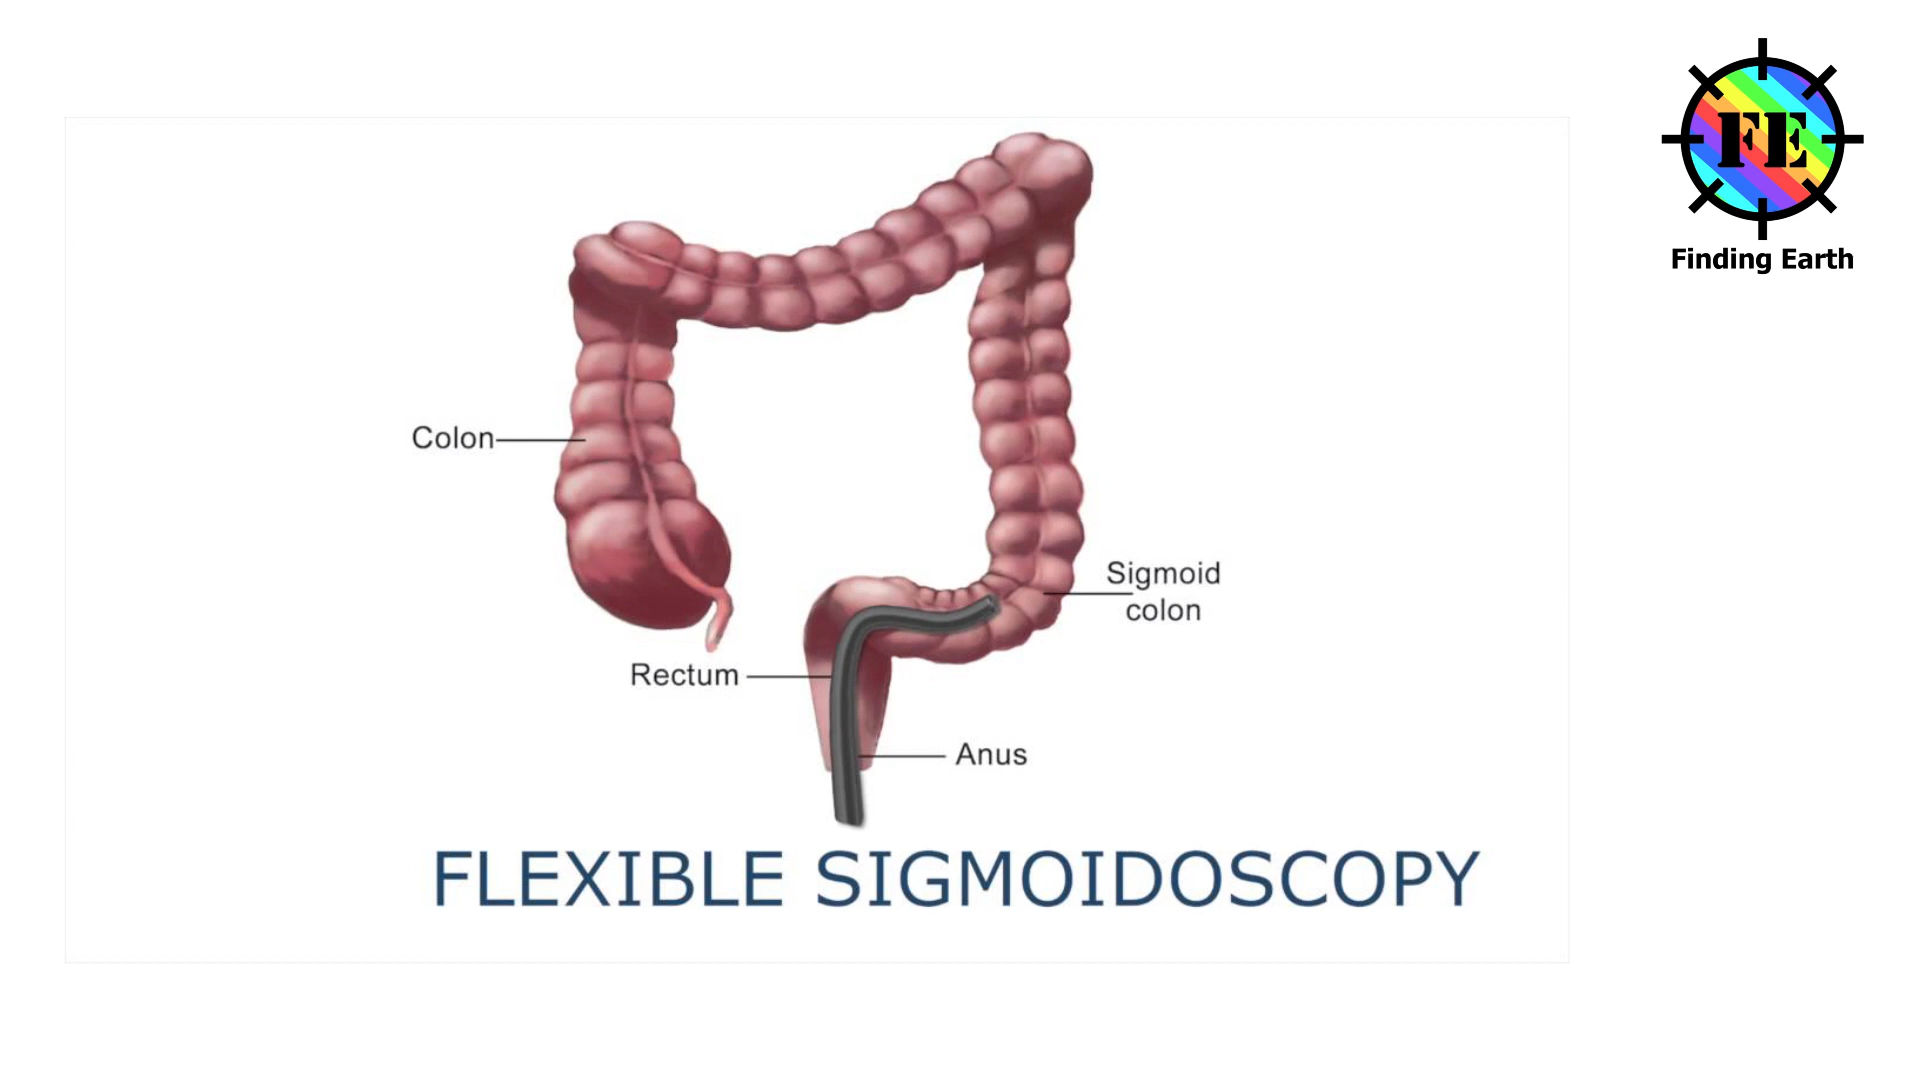 FE
Finding Earth
Colon
Sigmoid
colon
Rectum
Anus
FLEXIBLE SIGMOIDOSCOPY